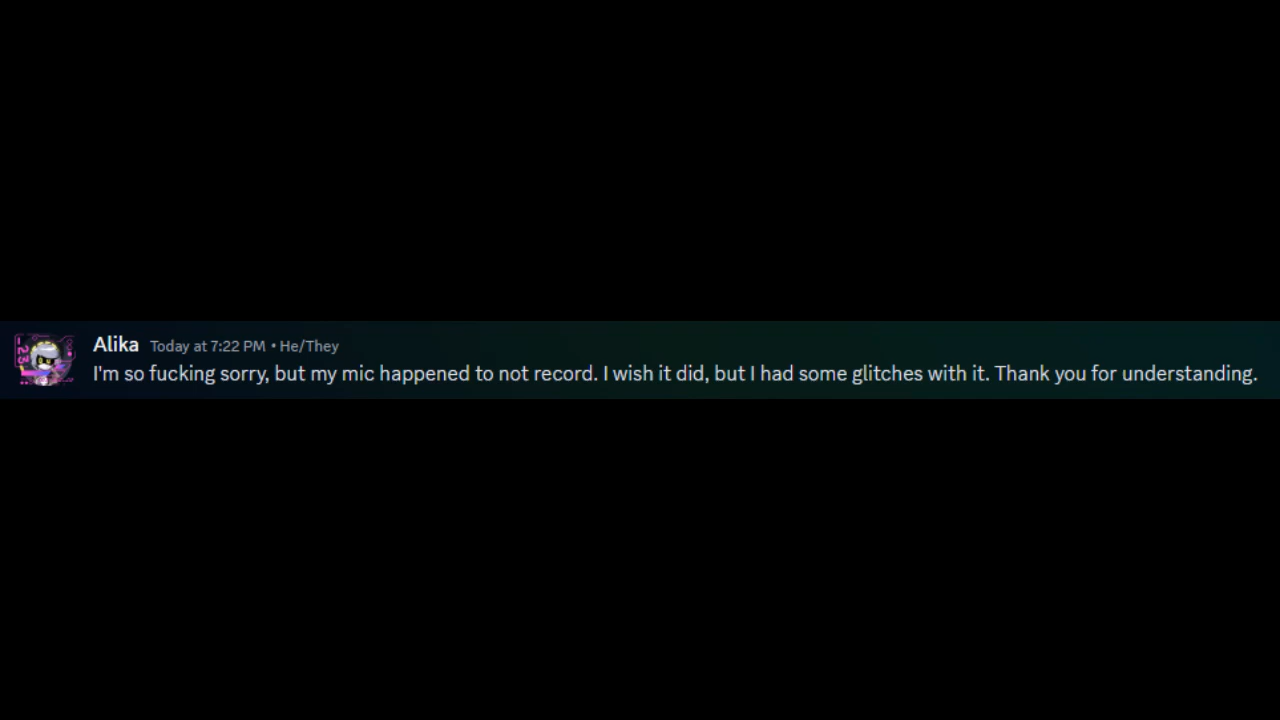 Alika Today at 7:22 PM • He/They
I'm so fucking sorry, but my mic happened to not record. I wish it did, but I had some glitches with it. Thank you for understanding.